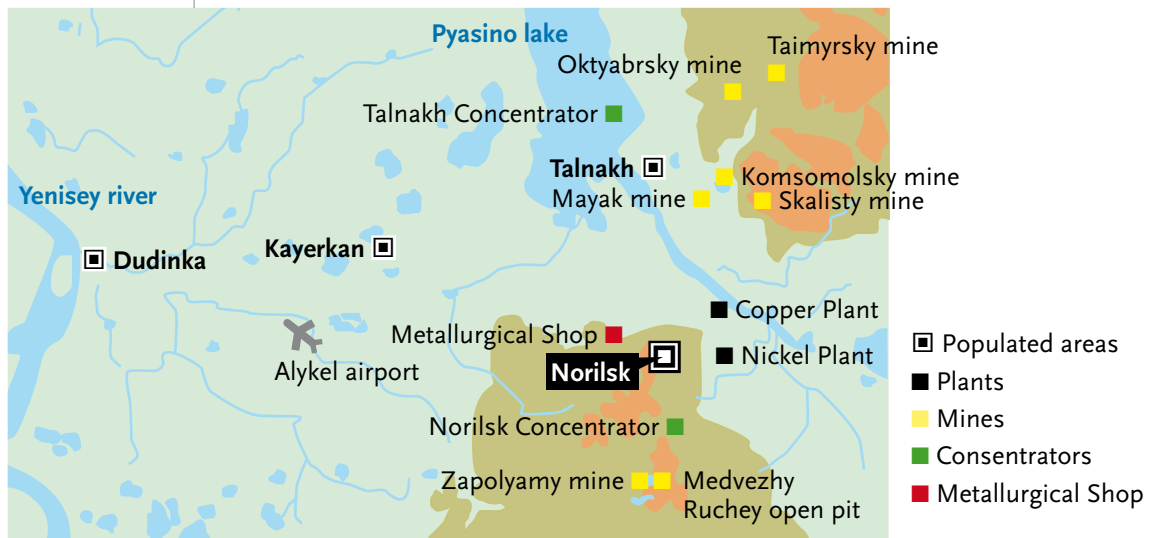 Pyasino lake
Taimyrsky mine
Oktyabrsky mine
Talnakh Concentrator
Talnakh
Komsomolsky mine
Mayak mine
Skalisty mine
Yenisey river
Kayerkan
Dudinka
Copper Plant
Metallurgical Shop
Nickel Plant
Norilsk
Alykel airport
Norilsk Concentrator
Zapolyamy mine
Medvezhy
Ruchey open pit
Populated areas
Plants
Mines
Consentrators
Metallurgical Shop